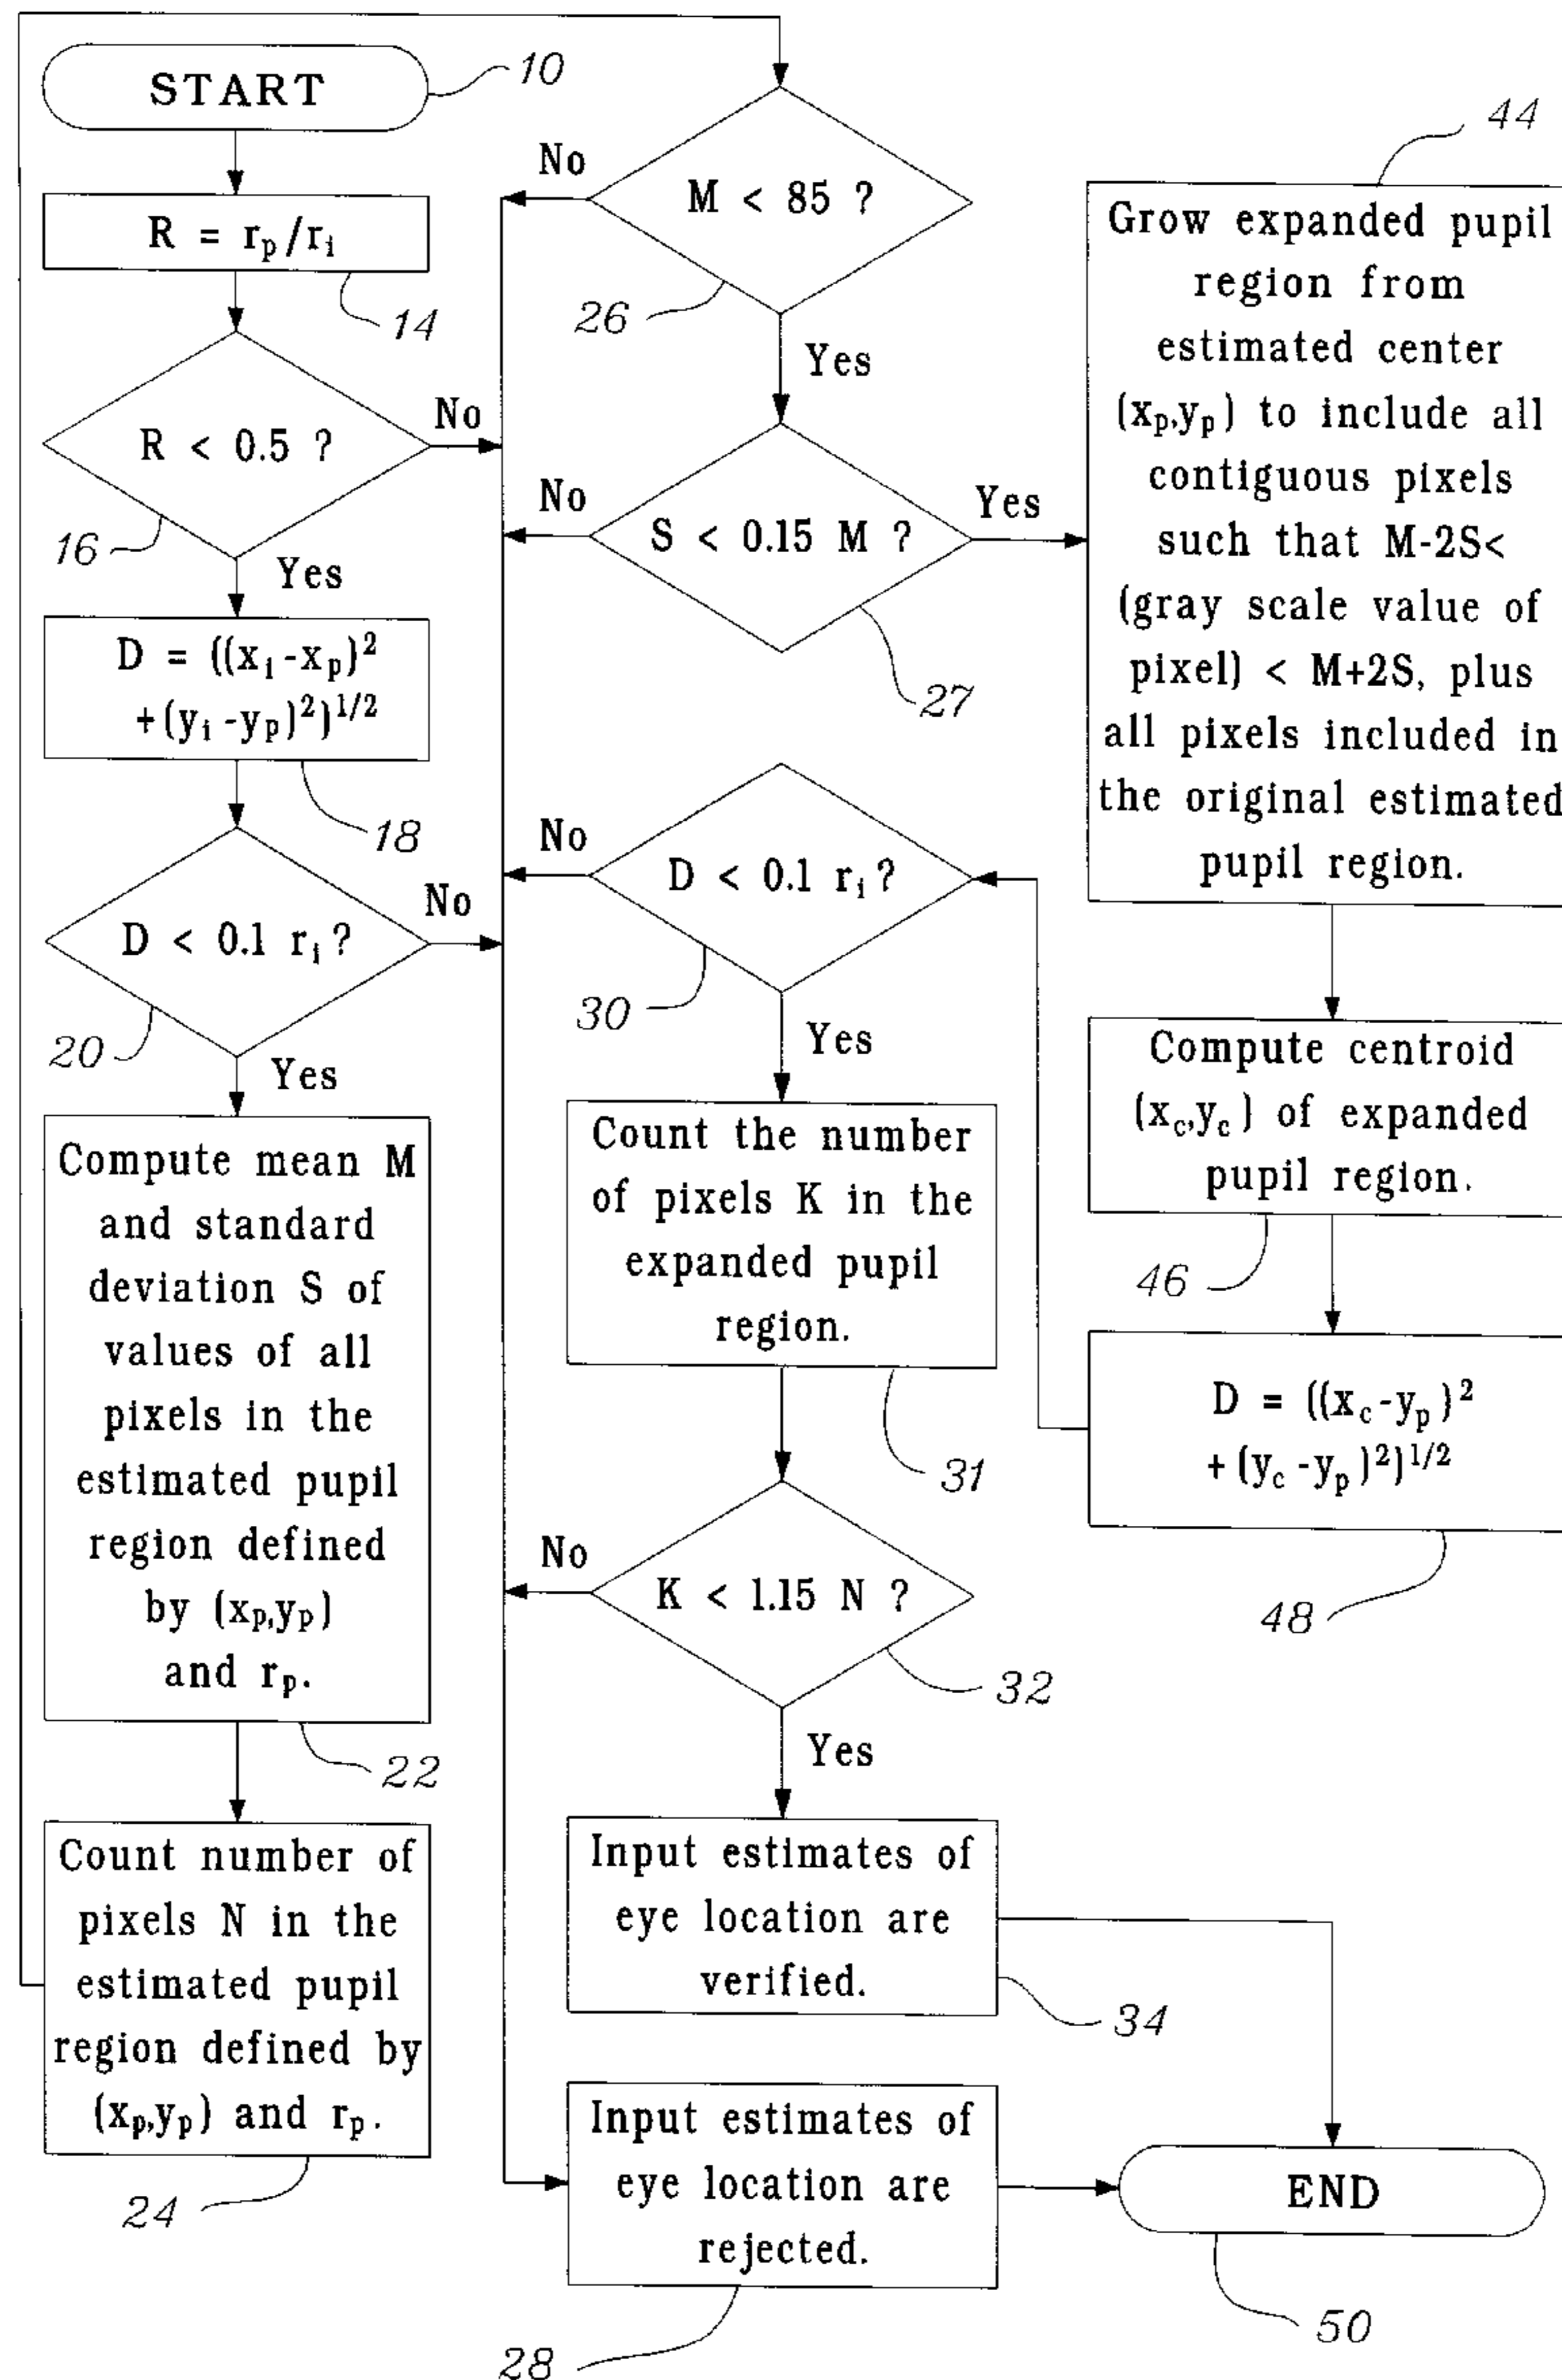 START
10
R = r_p/r_i
14
R < 0.5 ?
No
16
Yes
D = ((x_i-x_p)^2
+(y_i-y_p)^2)^1/2
18
D < 0.1 r_i?
No
20
Yes
Compute mean M
and standard
deviation S of
values of all
pixels in the
estimated pupil
region defined
by (x_p,y_p)
and r_p.
22
Count number of
pixels N in the
estimated pupil
region defined by
(x_p,y_p) and r_p.
24
No
M < 85 ?
26
Yes
No
S < 0.15 M ?
Yes
27
No
D < 0.1 r_i?
30
Yes
Count the number
of pixels K in the
expanded pupil
region.
31
No
K < 1.15 N ?
32
Yes
Input estimates of
eye location are
verified.
34
Input estimates of
eye location are
rejected.
28
44
Grow expanded pupil
region from
estimated center
(x_p,y_p) to include all
contiguous pixels
such that M-2S<
(gray scale value of
pixel) < M+2S, plus
all pixels included in
the original estimated
pupil region.
Compute centroid
(x_c,y_c) of expanded
pupil region.
46
D = ((x_c-y_p)^2
+(y_c-y_p)^2)^1/2
48
END
50